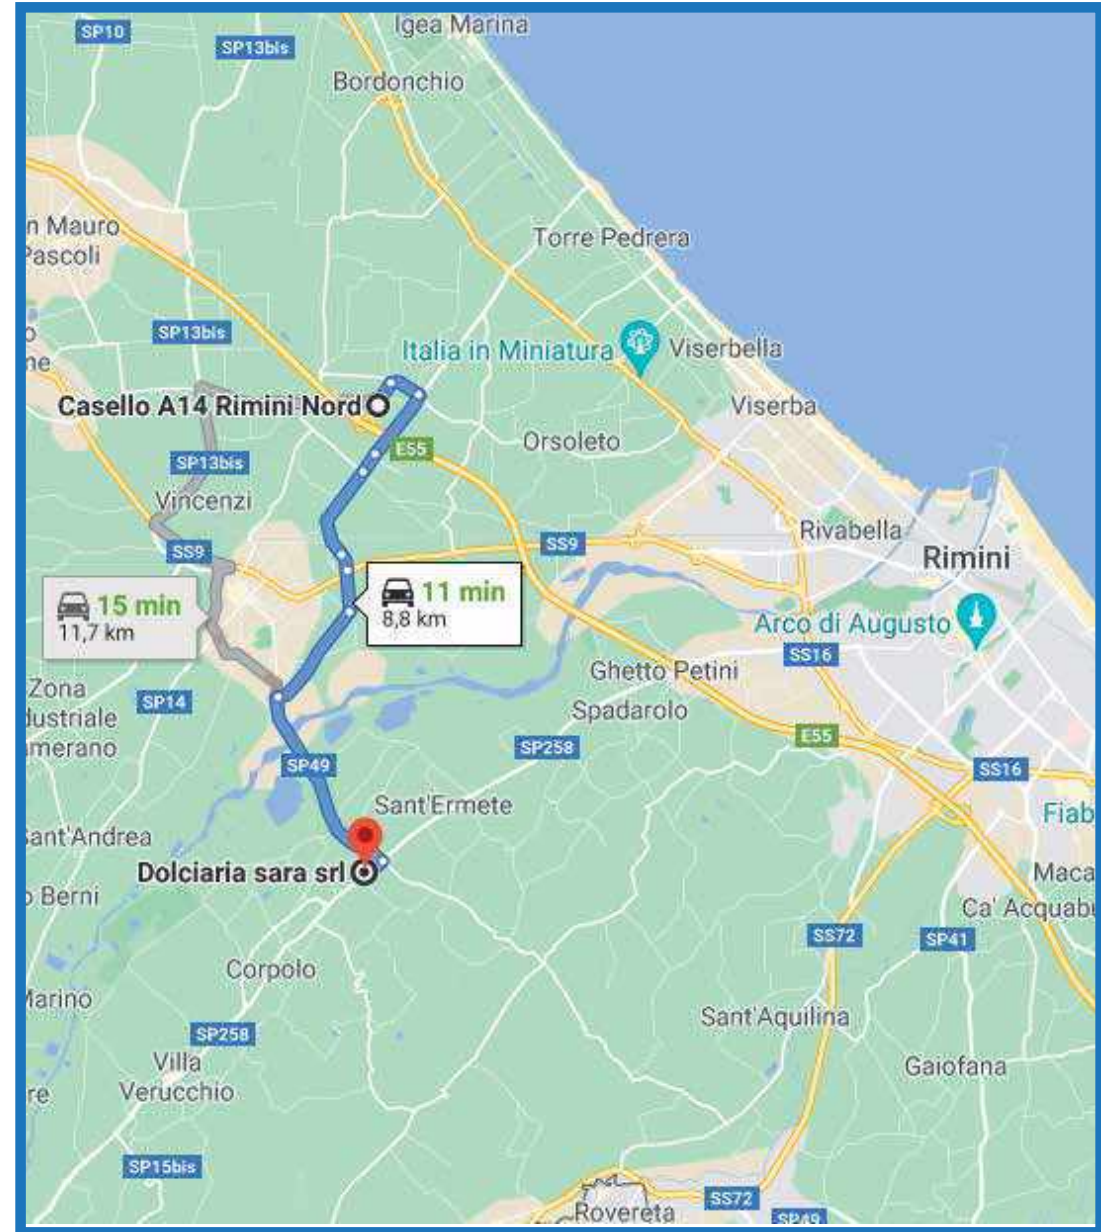 Igea Marina
SP10
SP13bis
Bordonchio
n Mauro
Pascoli
Torre Pedrera
SP13bis
Italia in Miniatura
Viserbella
Casello A14 Rimini Nord
Viserba
E55
Orsoleto
SP13bis
Vincenzi
SS9
SS9
Rivabella
Rimini
15 min
11,7 km
11 min
8,8 km
Arco di Augusto
SS16
Ghetto Petini
Zona
dustriale
merano
SP14
Spadarolo
SP258
E55
SP49
SS16
Sant'Ermete
Fiab
Sant'Andrea
Dolciaria sara srl
Maca
o Berni
Ca' Acquab
SS72
SP41
Corpolo
Marino
Sant'Aquilina
SP258
Villa
Verucchio
Gaiofana
re
SP15bis
SS72
Rovereta
SP49